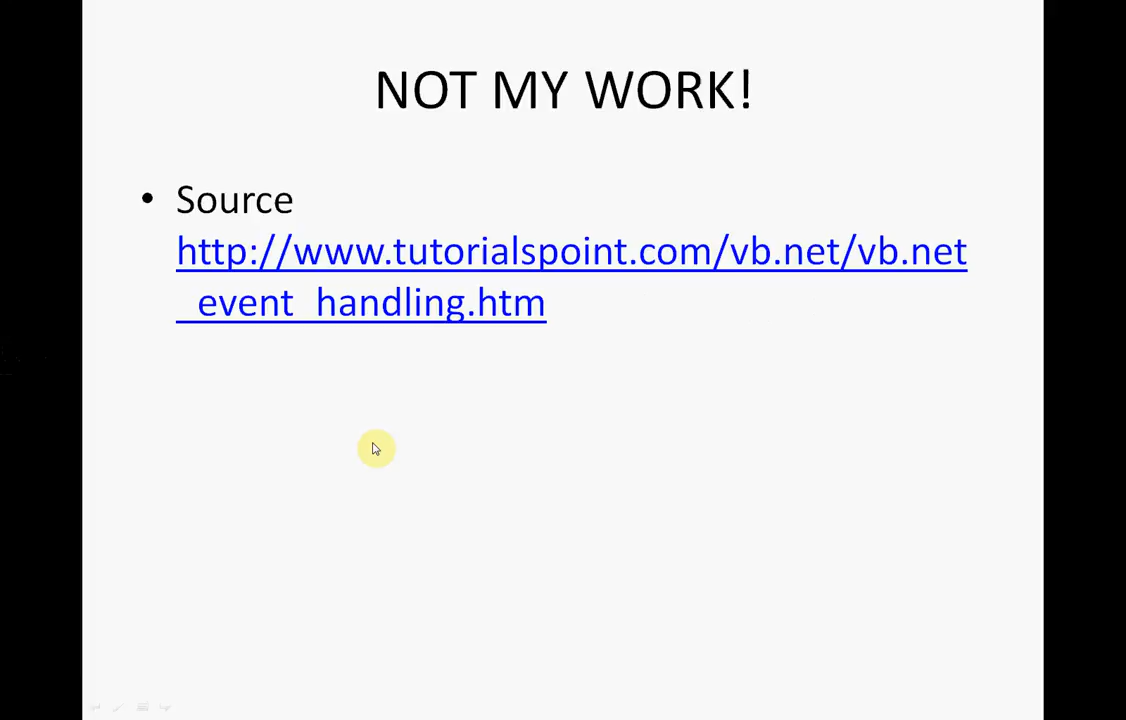 NOT MY WORK!
• Source
http://www.tutorialspoint.com/vb.net/vb.net
_event_handling.htm